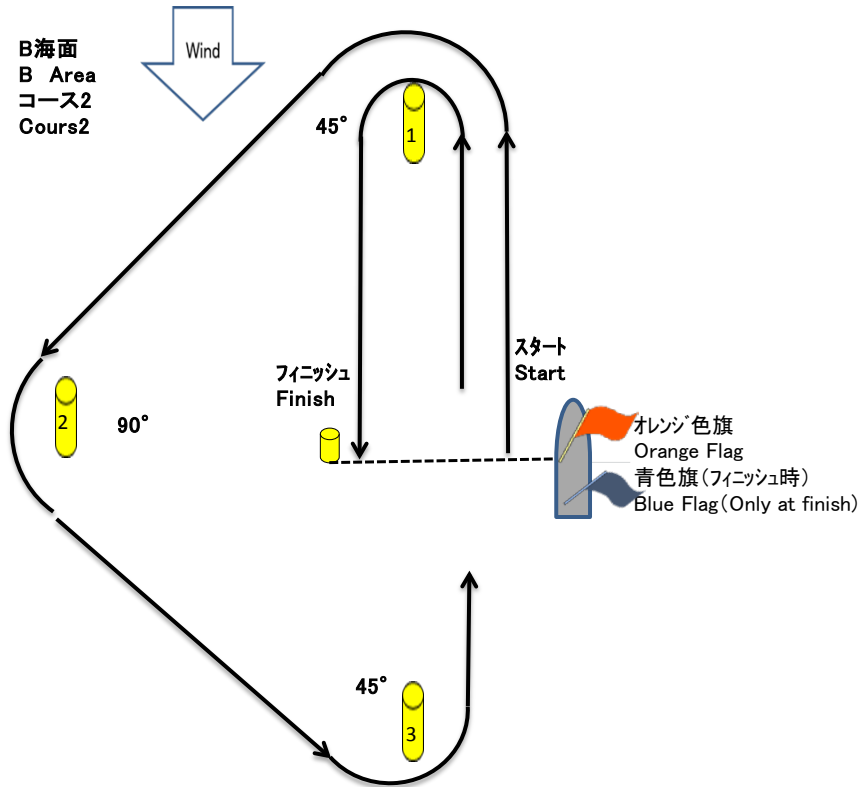 B海面
B Area
コース2
Cours2
Wind
45°
1
スタート
Start
フィニッシュ
Finish
2
90°
オレンジ色旗
Orange Flag
青色旗(フィニッシュ時)
Blue Flag(Only at finish)
45°
3